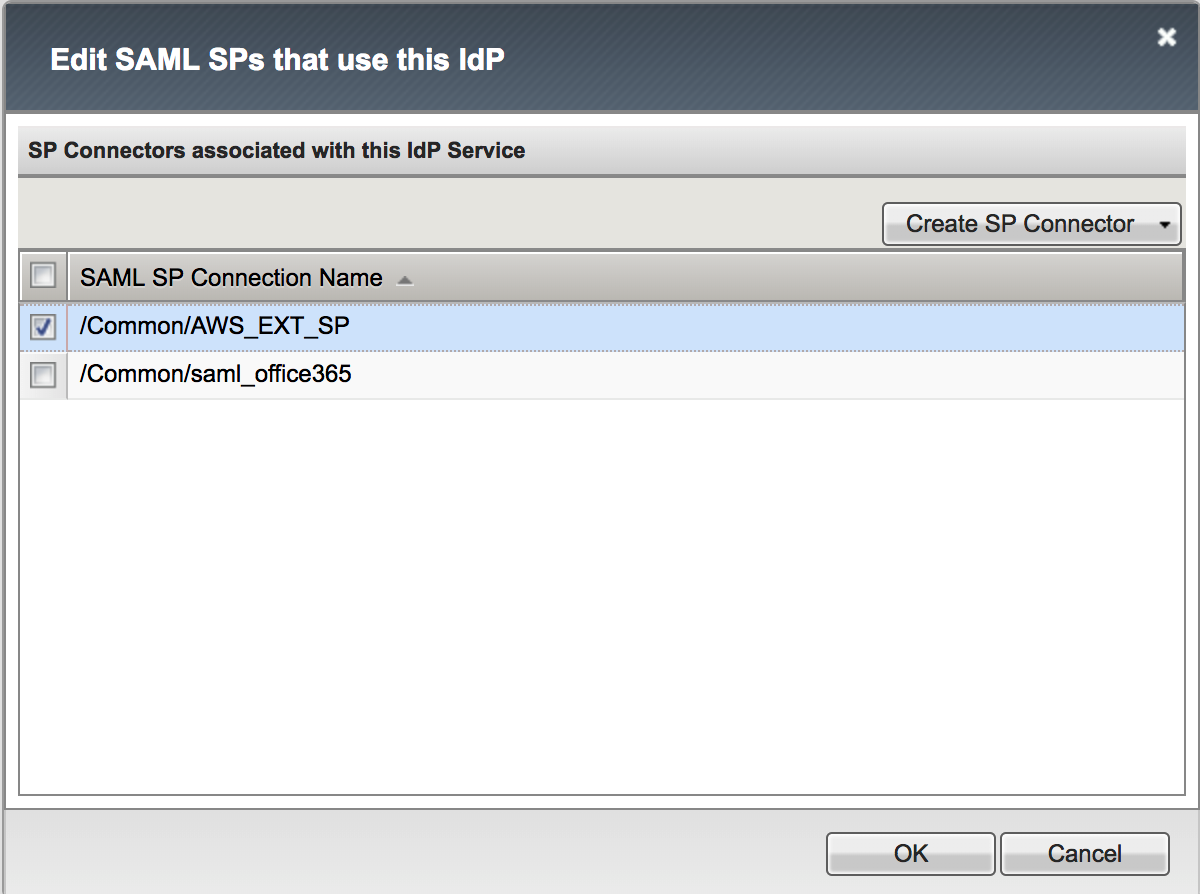 Edit SAML SPs that use this IdP
SP Connectors associated with this IdP Service
Create SP Connector
SAML SP Connection Name
/Common/AWS_EXT_SP
/Common/saml_office365
OK
Cancel